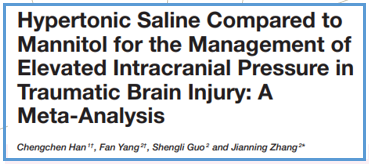 Hypertonic Saline Compared to
Mannitol for the Management of
Elevated Intracranial Pressure in
Traumatic Brain Injury: A
Meta-Analysis
Chengchen Han¹†, Fan Yang²†, Shengli Guo² and Jianning Zhang²*